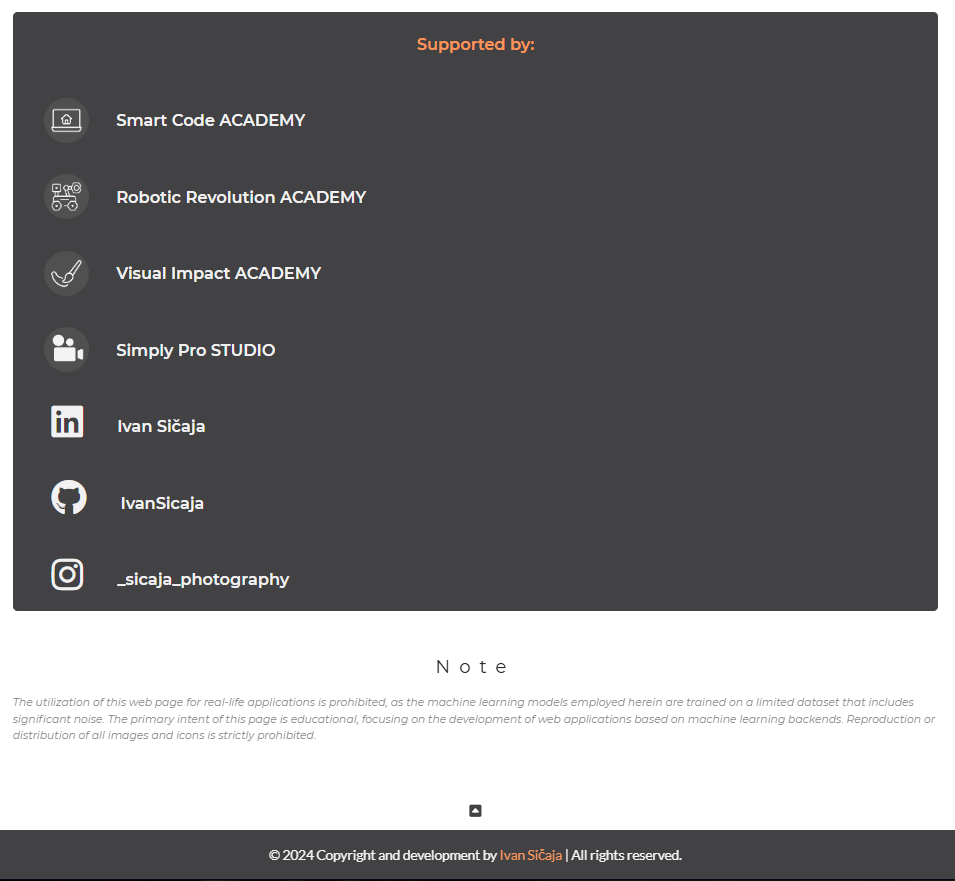 Supported by:
Smart Code ACADEMY
Robotic Revolution ACADEMY
Visual Impact ACADEMY
Simply Pro STUDIO
in Ivan Sičaja
IvanSicaja
_sicaja_photography
Note
The utilization of this web page for real-life applications is prohibited, as the machine learning models employed herein are trained on a limited dataset that includes
significant noise. The primary intent of this page is educational, focusing on the development of web applications based on machine learning backends. Reproduction or
distribution of all images and icons is strictly prohibited.
© 2024 Copyright and development by Ivan Sičaja | All rights reserved.